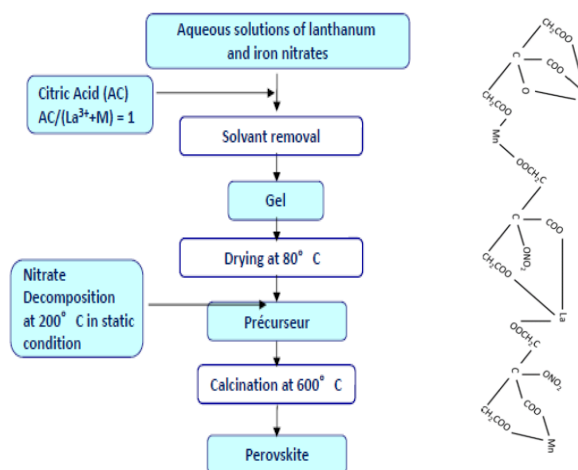 Aqueous solutions of lanthanum
and iron nitrates
Citric Acid (AC)
AC/(La³⁺+M) = 1
Solvant removal
Gel
Drying at 80° C
Nitrate
Decomposition
at 200° C in static
condition
Précurseur
Calcination at 600° C
Perovskite
CH₂COO
C
COO
O
CH₂COO
Mn
OOCH₂C
C
COO
ONO₂
CH₂COO
La
OOCH₂C
C
ONO₂
COO
CH₂COO
Mn